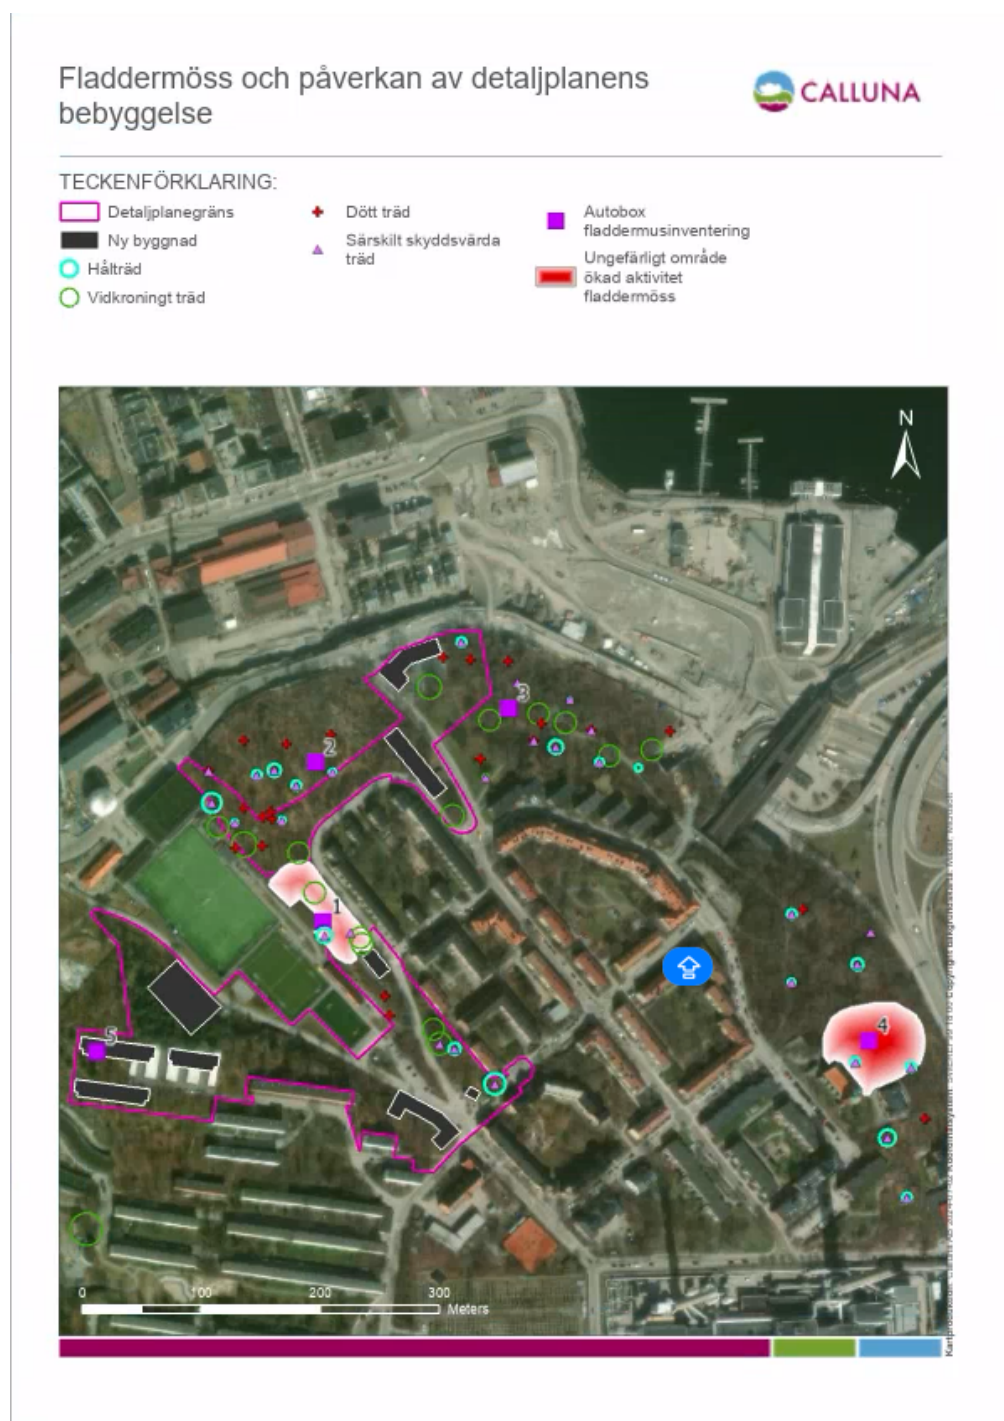 Fladdermöss och påverkan av detaljplanens
bebyggelse
CALLUNA
TECKENFÖRKLARING:
Detaljplanegräns
Ny byggnad
Hålträd
Vidkroningt träd
Dött träd
Särskilt skyddsvärda
träd
Autobox
fladdermusinventering
Ungefärligt område
ökad aktivitet
fladdermöss
N
3
2
1
4
5
0 100 200 300
Meters